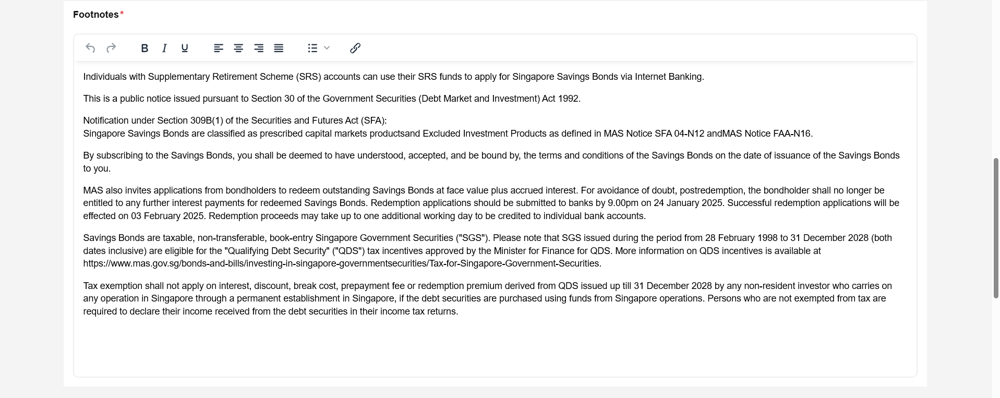 Footnotes*
B I U
Individuals with Supplementary Retirement Scheme (SRS) accounts can use their SRS funds to apply for Singapore Savings Bonds via Internet Banking.
This is a public notice issued pursuant to Section 30 of the Government Securities (Debt Market and Investment) Act 1992.
Notification under Section 309B(1) of the Securities and Futures Act (SFA):
Singapore Savings Bonds are classified as prescribed capital markets productsand Excluded Investment Products as defined in MAS Notice SFA 04-N12 andMAS Notice FAA-N16.
By subscribing to the Savings Bonds, you shall be deemed to have understood, accepted, and be bound by, the terms and conditions of the Savings Bonds on the date of issuance of the Savings Bonds
to you.
MAS also invites applications from bondholders to redeem outstanding Savings Bonds at face value plus accrued interest. For avoidance of doubt, postredemption, the bondholder shall no longer be
entitled to any further interest payments for redeemed Savings Bonds. Redemption applications should be submitted to banks by 9.00pm on 24 January 2025. Successful redemption applications will be
effected on 03 February 2025. Redemption proceeds may take up to one additional working day to be credited to individual bank accounts.
Savings Bonds are taxable, non-transferable, book-entry Singapore Government Securities ("SGS"). Please note that SGS issued during the period from 28 February 1998 to 31 December 2028 (both
dates inclusive) are eligible for the "Qualifying Debt Security" ("QDS") tax incentives approved by the Minister for Finance for QDS. More information on QDS incentives is available at
https://www.mas.gov.sg/bonds-and-bills/investing-in-singapore-governmentsecurities/Tax-for-Singapore-Government-Securities.
Tax exemption shall not apply on interest, discount, break cost, prepayment fee or redemption premium derived from QDS issued up till 31 December 2028 by any non-resident investor who carries on
any operation in Singapore through a permanent establishment in Singapore, if the debt securities are purchased using funds from Singapore operations. Persons who are not exempted from tax are
required to declare their income received from the debt securities in their income tax returns.